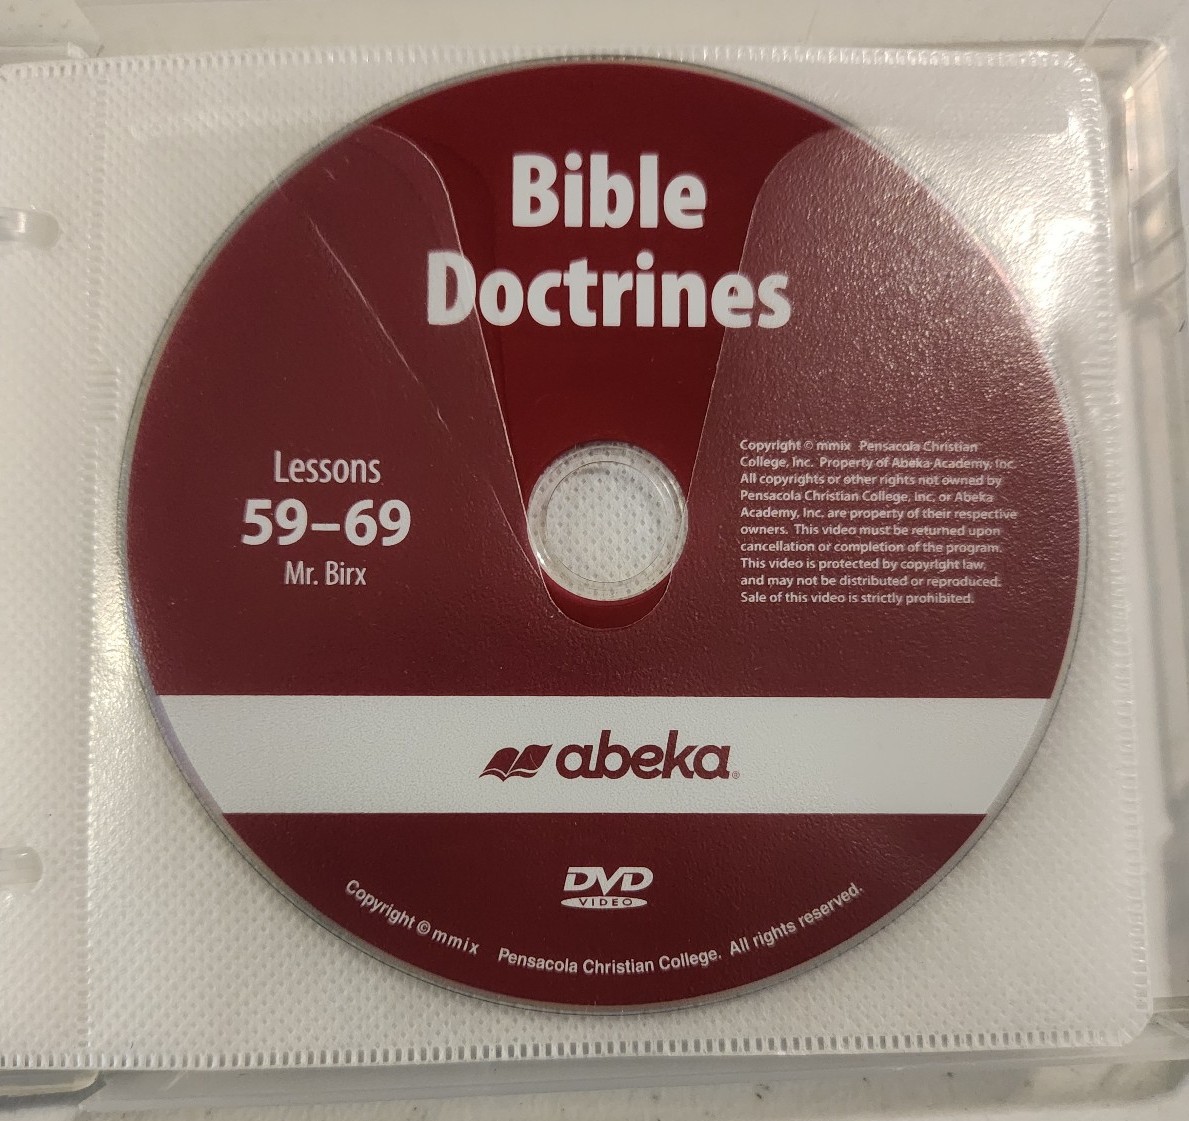 Bible
Doctrines
Lessons
59–69
Mr. Birx
Copyright © mmix Pensacola Christian
College, Inc. Property of Abeka Academy, Inc.
All copyrights or other rights not owned by
Pensacola Christian College, Inc, or Abeka
Academy, Inc. are property of their respective
owners. This video must be returned upon
cancellation or completion of the program.
This video is protected by copyright law,
and may not be distributed or reproduced.
Sale of this video is strictly prohibited.
abeka®
DVD
VIDEO
Copyright © mmix Pensacola Christian College. All rights reserved.